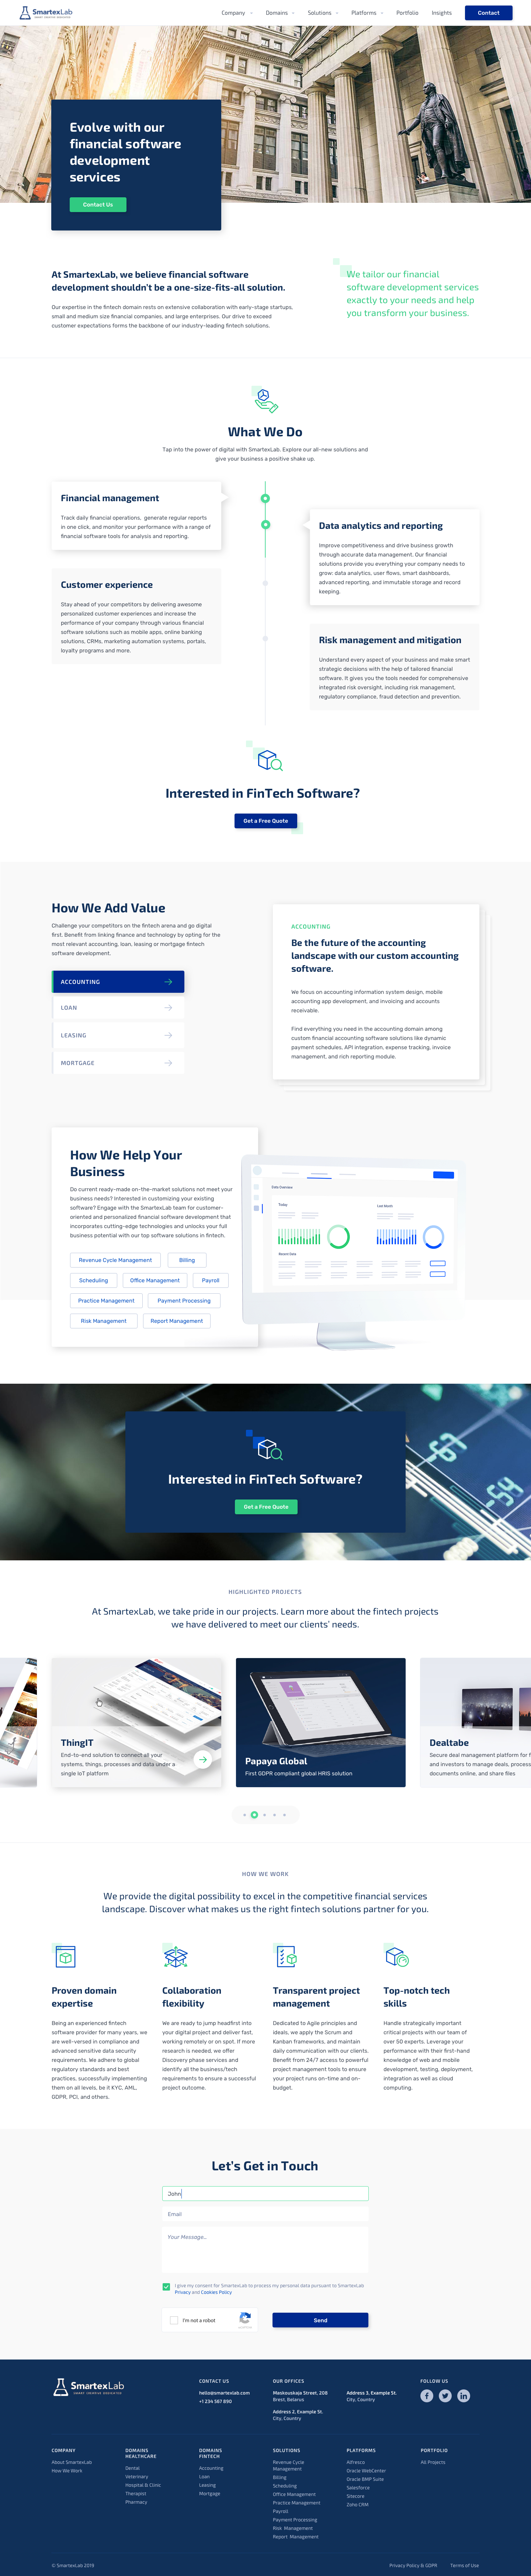 SmartexLab
Company
Domains
Solutions
Platforms
Portfolio
Insights
Contact
Evolve with our
financial software
development
services
Contact Us
At SmartexLab, we believe financial software
development shouldn't be a one-size-fits-all solution.
Our expertise in the fintech domain rests on extensive collaboration with early-stage startups,
small and medium size financial companies, and large enterprises. Our drive to exceed
customer expectations forms the backbone of our industry-leading fintech solutions.
We tailor our financial
software development services
exactly to your needs and help
you transform your business.
What We Do
Tap into the power of digital with SmartexLab. Explore our all-new solutions and
give your business a positive shake up.
Financial management
Track daily financial operations, generate regular reports
in one click, and monitor your performance with a range of
financial software tools for analysis and reporting.
Data analytics and reporting
Improve competitiveness and drive business growth
through accurate data management. Our financial
solutions provide you everything your company needs to
grow: data analytics, user flows, smart dashboards,
advanced reporting, and immutable storage and record
keeping.
Customer experience
Stay ahead of your competitors by delivering awesome
personalized customer experiences and increase the
performance of your company through various financial
software solutions such as mobile apps, online banking
solutions, CRMs, marketing automation systems, portals,
loyalty programs and more.
Risk management and mitigation
Understand every aspect of your business and make smart
strategic decisions with the help of tailored financial
software. It gives you the tools needed for comprehensive
integrated risk oversight, including risk management,
regulatory compliance, fraud detection and prevention.
Interested in FinTech Software?
Get a Free Quote
How We Add Value
Challenge your competitors on the fintech arena and go digital
first. Benefit from linking finance and technology by opting for the
most relevant accounting, loan, leasing or mortgage fintech
software development.
ACCOUNTING
LOAN
LEASING
MORTGAGE
ACCOUNTING
Be the future of the accounting
landscape with our custom accounting
software.
We focus on accounting information system design, mobile
accounting app development, and invoicing and accounts
receivable.
Find everything you need in the accounting domain among
custom financial accounting software solutions like dynamic
payment schedules, API integration, expense tracking, invoice
management, and rich reporting module.
How We Help Your
Business
Do current ready-made on-the-market solutions not meet your
business needs? Interested in customizing your existing
software? Engage with the SmartexLab team for customer-
oriented and perfectly tailored software development that
incorporates cutting-edge technologies and unlocks your full
business potential with our top software solutions in fintech.
Revenue Cycle Management
Billing
Scheduling
Office Management
Payroll
Practice Management
Payment Processing
Risk Management
Report Management
Data Overview
Today
Last Month
Recent Data
Interested in FinTech Software?
Get a Free Quote
HIGHLIGHTED PROJECTS
At SmartexLab, we take pride in our projects. Learn more about the fintech projects
we have delivered to meet our clients' needs.
ThingIT
End-to-end solution to connect all your
systems, things, processes and data under a
single IoT platform
Papaya Global
First GDPR compliant global HRIS solution
Dealtabe
Secure deal management platform for f
and investors to manage deals, process
documents online, and share files
HOW WE WORK
We provide the digital possibility to excel in the competitive financial services
landscape. Discover what makes us the right fintech solutions partner for you.
Proven domain
expertise
Being an experienced fintech
software provider for many years, we
are well-versed in compliance and
advanced sensitive data security
requirements. We adhere to global
regulatory standards and best
practices, successfully implementing
them on all levels, be it KYC, AML,
GDPR, PCI, and others.
Collaboration
flexibility
We are ready to jump headfirst into
your digital project and deliver fast,
working remotely or on spot. If more
research is needed, we offer
Discovery phase sessions and
identify all the business/tech
requirements to ensure a successful
project outcome.
Transparent project
management
Dedicated to Agile principles and
ideals, we apply the Scrum and
Kanban frameworks, and maintain
daily communication with our clients.
Benefit from 24/7 access to powerful
project management tools to ensure
your project runs on-time and on-
budget.
Top-notch tech
skills
Handle strategically important
critical projects with our team of
over 50 experts. Leverage your
performance with their first-hand
knowledge of web and mobile
development, testing, deployment,
integration as well as cloud
computing.
Let's Get in Touch
John
Email
Your Message...
I give my consent for SmartexLab to process my personal data pursuant to SmartexLab
Privacy and Cookies Policy
I'm not a robot
Send
SmartexLab
CONTACT US
hello@smartexlab.com
+1 234 567 890
OUR OFFICES
Maskouskaja Street, 208
Brest, Belarus
Address 2, Example St.
City, Country
Address 3, Example St.
City, Country
FOLLOW US
COMPANY
About SmartexLab
How We Work
DOMAINS
HEALTHCARE
Dental
Veterinary
Hospital & Clinic
Therapist
Pharmacy
DOMAINS
FINTECH
Accounting
Loan
Leasing
Mortgage
SOLUTIONS
Revenue Cycle
Management
Billing
Scheduling
Office Management
Practice Management
Payroll
Payment Processing
Risk Management
Report Management
PLATFORMS
Alfresco
Oracle WebCenter
Oracle BMP Suite
Salesforce
Sitecore
Zoho CRM
PORTFOLIO
All Projects
© SmartexLab 2019
Privacy Policy & GDPR
Terms of Use